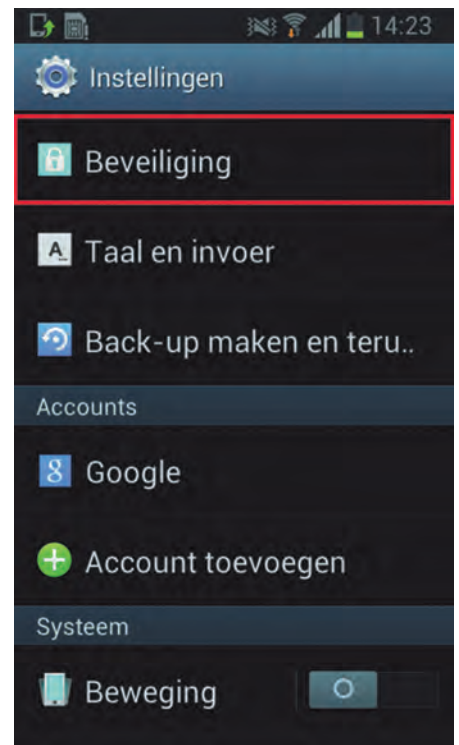 14:23
Instellingen
Beveiliging
Taal en invoer
Back-up maken en teru..
Accounts
Google
Account toevoegen
Systeem
Beweging